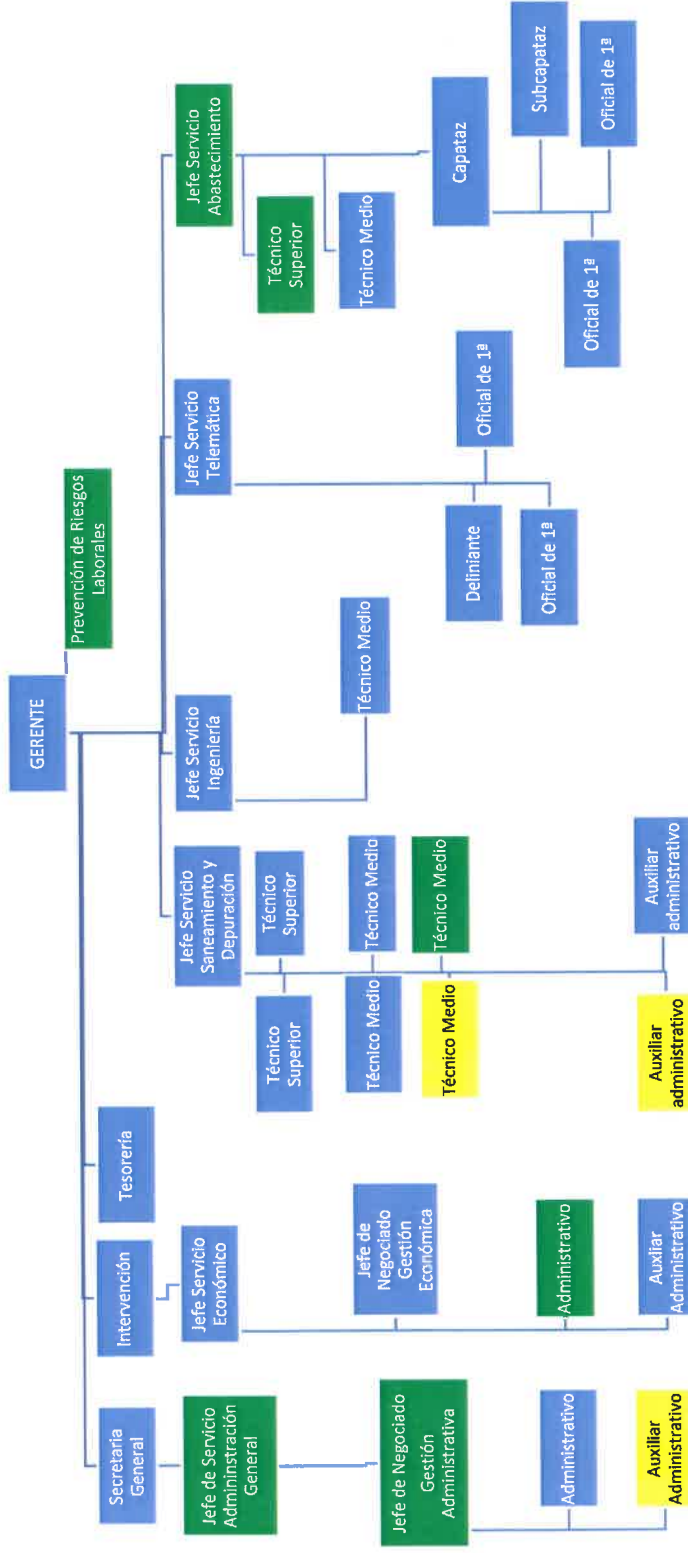 GERENTE
Prevención de Riesgos
Laborales
Secretaria
General
Intervención
Tesorería
Jefe de Servicio
Admininstración
General
Jefe Servicio
Económico
Jefe Servicio
Saneamiento y
Depuración
Jefe Servicio
Ingeniería
Jefe Servicio
Telemática
Jefe Servicio
Abastecimiento
Técnico
Superior
Técnico
Superior
Técnico
Superior
Jefe de Negociado
Gestión
Administrativa
Jefe de
Negociado
Gestión
Económica
Técnico Medio
Técnico Medio
Técnico Medio
Técnico Medio
Técnico Medio
Técnico Medio
Capataz
Deliniante
Oficial de 1ª
Oficial de 1ª
Subcapataz
Oficial de 1ª
Oficial de 1ª
Administrativo
Administrativo
Auxiliar
Administrativo
Auxiliar
Administrativo
Auxiliar
administrativo
Auxiliar
administrativo